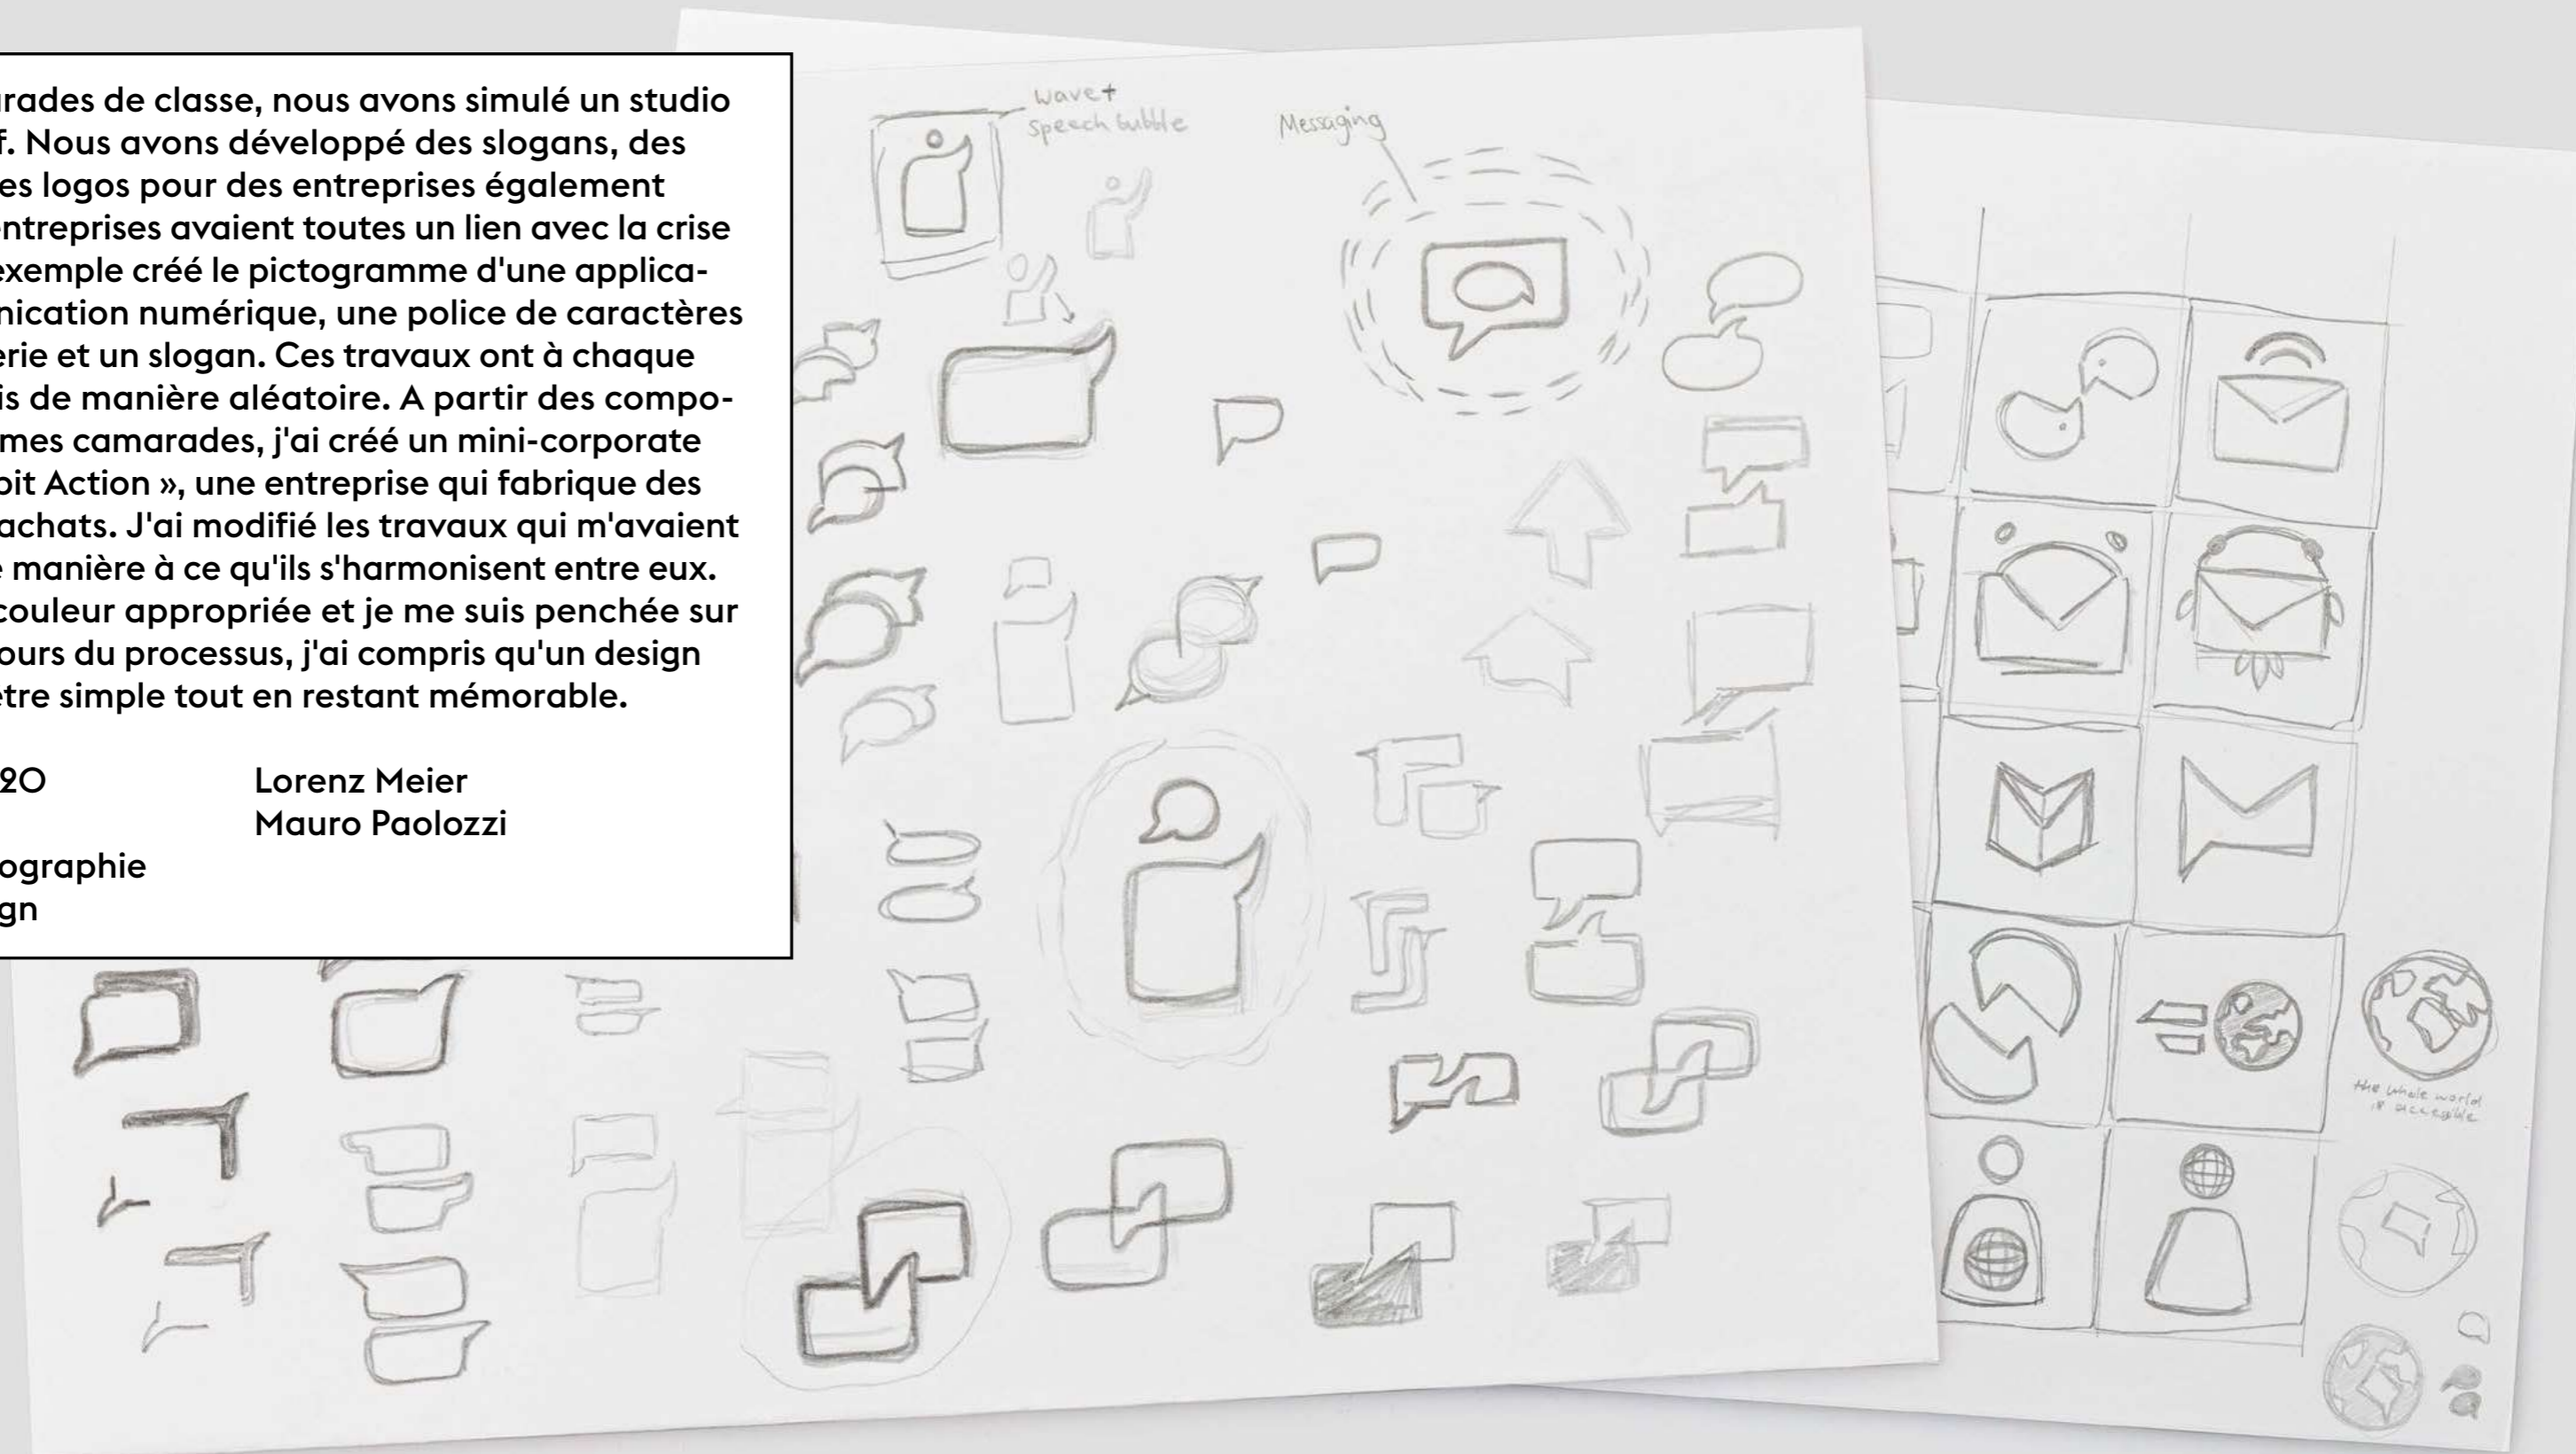 rades de classe, nous avons simulé un studio
f. Nous avons développé des slogans, des
es logos pour des entreprises également
entreprises avaient toutes un lien avec la crise
exemple créé le pictogramme d'une applica-
nication numérique, une police de caractères
erie et un slogan. Ces travaux ont à chaque
is de manière aléatoire. A partir des compo-
mes camarades, j'ai créé un mini-corporate
bit Action », une entreprise qui fabrique des
achats. J'ai modifié les travaux qui m'avaient
e manière à ce qu'ils s'harmonisent entre eux.
couleur appropriée et je me suis penchée sur
ours du processus, j'ai compris qu'un design
être simple tout en restant mémorable.
20
Lorenz Meier
Mauro Paolozzi
ographie
gn
wave+
speech bubble
Messaging
the whole world
is accesible